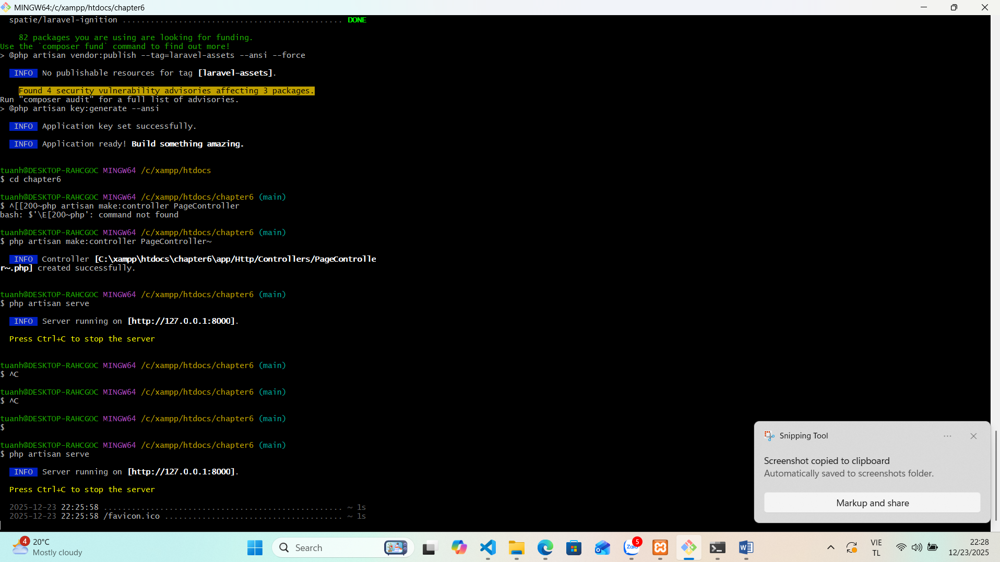 MINGW64:/c/xampp/htdocs/chapter6
spatie/laravel-ignition ............................................... DONE
82 packages you are using are looking for funding.
Use the `composer fund` command to find out more!
> @php artisan vendor:publish --tag=laravel-assets --ansi --force
INFO No publishable resources for tag [laravel-assets].
Found 4 security vulnerability advisories affecting 3 packages.
Run "composer audit" for a full list of advisories.
> @php artisan key:generate --ansi
INFO Application key set successfully.
INFO Application ready! Build something amazing.
tuanh@DESKTOP-RAHCGOC MINGW64 /c/xampp/htdocs
$ cd chapter6
tuanh@DESKTOP-RAHCGOC MINGW64 /c/xampp/htdocs/chapter6 (main)
$ ^[[200~php artisan make:controller PageController
bash: $'\E[200~php': command not found
tuanh@DESKTOP-RAHCGOC MINGW64 /c/xampp/htdocs/chapter6 (main)
$ php artisan make:controller PageController~
INFO Controller [C:\xampp\htdocs\chapter6\app/Http/Controllers/PageControlle
r~.php] created successfully.
tuanh@DESKTOP-RAHCGOC MINGW64 /c/xampp/htdocs/chapter6 (main)
$ php artisan serve
INFO Server running on [http://127.0.0.1:8000].
Press Ctrl+C to stop the server
tuanh@DESKTOP-RAHCGOC MINGW64 /c/xampp/htdocs/chapter6 (main)
$ ^C
tuanh@DESKTOP-RAHCGOC MINGW64 /c/xampp/htdocs/chapter6 (main)
$ ^C
tuanh@DESKTOP-RAHCGOC MINGW64 /c/xampp/htdocs/chapter6 (main)
$
tuanh@DESKTOP-RAHCGOC MINGW64 /c/xampp/htdocs/chapter6 (main)
$ php artisan serve
INFO Server running on [http://127.0.0.1:8000].
Press Ctrl+C to stop the server
2025-12-23 22:25:58 ................................................... ~ 1s
2025-12-23 22:25:58 /favicon.ico ...................................... ~ 1s
Snipping Tool
Screenshot copied to clipboard
Automatically saved to screenshots folder.
Markup and share
4
20°C
Mostly cloudy
Search
Zalo
5
VIE
TL
22:28
12/23/2025